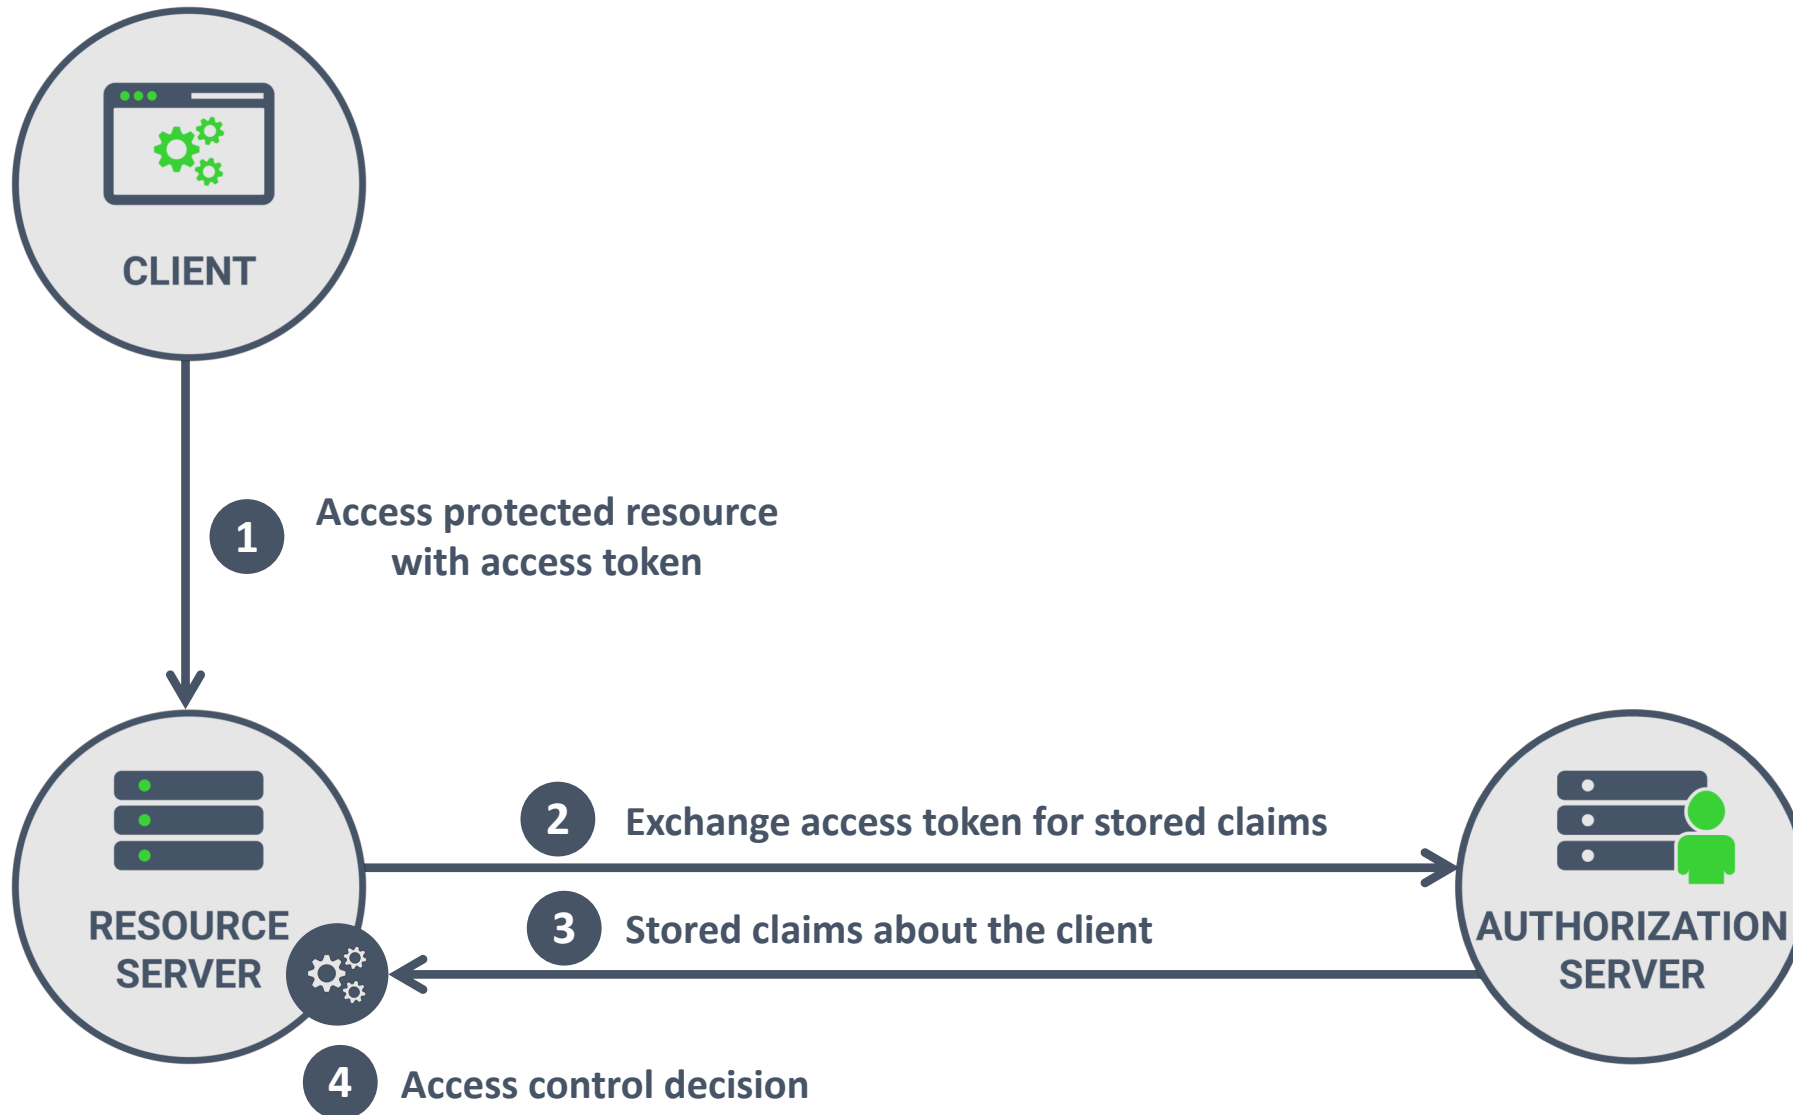 CLIENT
1
Access protected resource
with access token
2
Exchange access token for stored claims
3
Stored claims about the client
RESOURCE
SERVER
AUTHORIZATION
SERVER
4
Access control decision